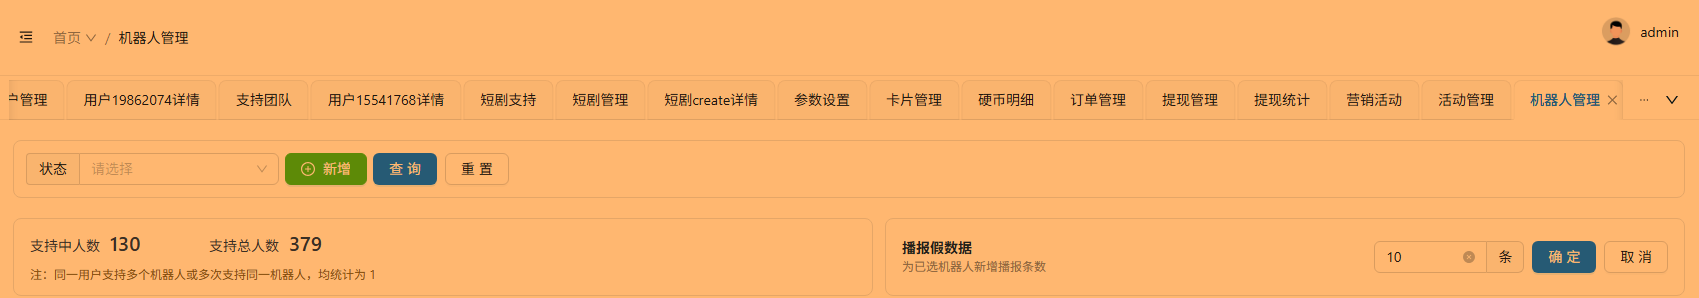 首页 / 机器人管理
admin
户管理 用户19862074详情 支持团队 用户15541768详情 短剧支持 短剧管理 短剧create详情 参数设置 卡片管理 硬币明细 订单管理 提现管理 提现统计 营销活动 活动管理 机器人管理 ···
状态 请选择 新增 查 询 重 置
支持中人数 130 支持总人数 379
注：同一用户支持多个机器人或多次支持同一机器人，均统计为 1
播报假数据
为已选机器人新增播报条数
10 条 确 定 取 消